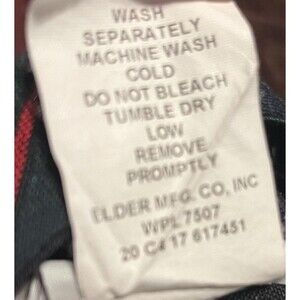 WASH
SEPARATELY
MACHINE WASH
COLD
DO NOT BLEACH
TUMBLE DRY
LOW
REMOVE
PROMPTLY
ELDER MFG. CO, INC
WPL 7507
20 C4 17 617451